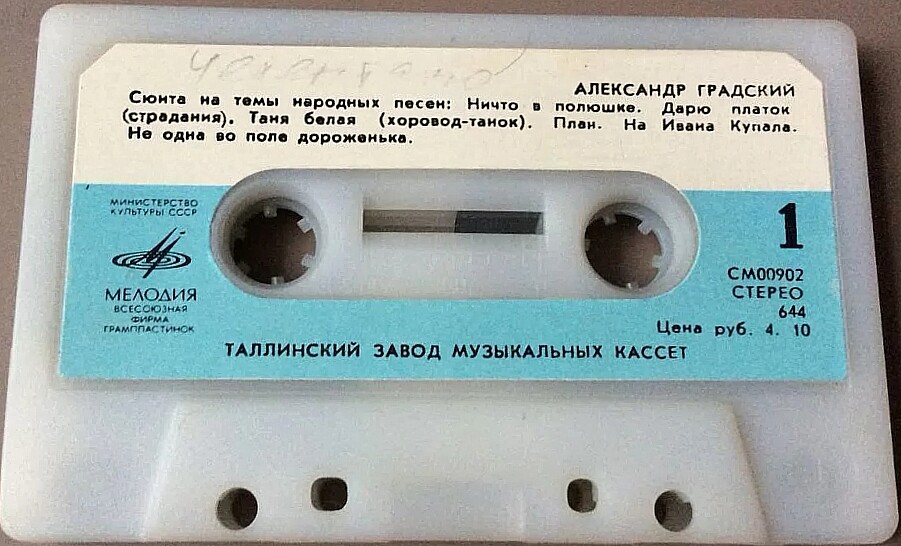 Челентано
АЛЕКСАНДР ГРАДСКИЙ
Сюита на темы народных песен: Ничто в полюшке. Дарю платок
(страдания). Таня белая (хоровод-танок). Плач. На Ивана Купала.
Не одна во поле дороженька.
МИНИСТЕРСТВО
КУЛЬТУРЫ СССР
МЕЛОДИЯ
ВСЕСОЮЗНАЯ
ФИРМА
ГРАМПЛАСТИНОК
1
СМ00902
СТЕРЕО
644
Цена руб. 4. 10
ТАЛЛИНСКИЙ ЗАВОД МУЗЫКАЛЬНЫХ КАССЕТ